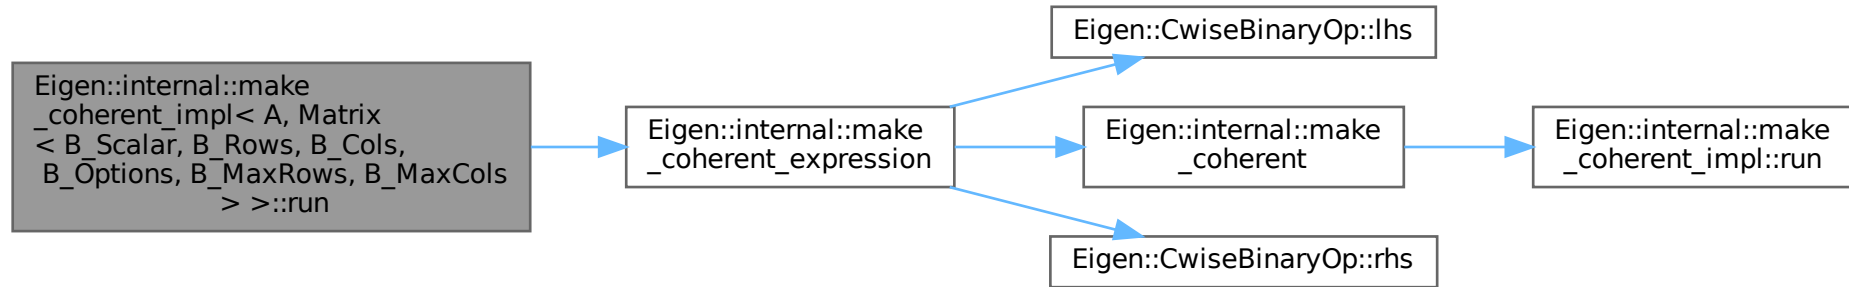 Eigen::internal::make
_coherent_impl< A, Matrix
< B_Scalar, B_Rows, B_Cols,
B_Options, B_MaxRows, B_MaxCols
> >::run
Eigen::internal::make
_coherent_expression
Eigen::CwiseBinaryOp::lhs
Eigen::internal::make
_coherent
Eigen::internal::make
_coherent_impl::run
Eigen::CwiseBinaryOp::rhs